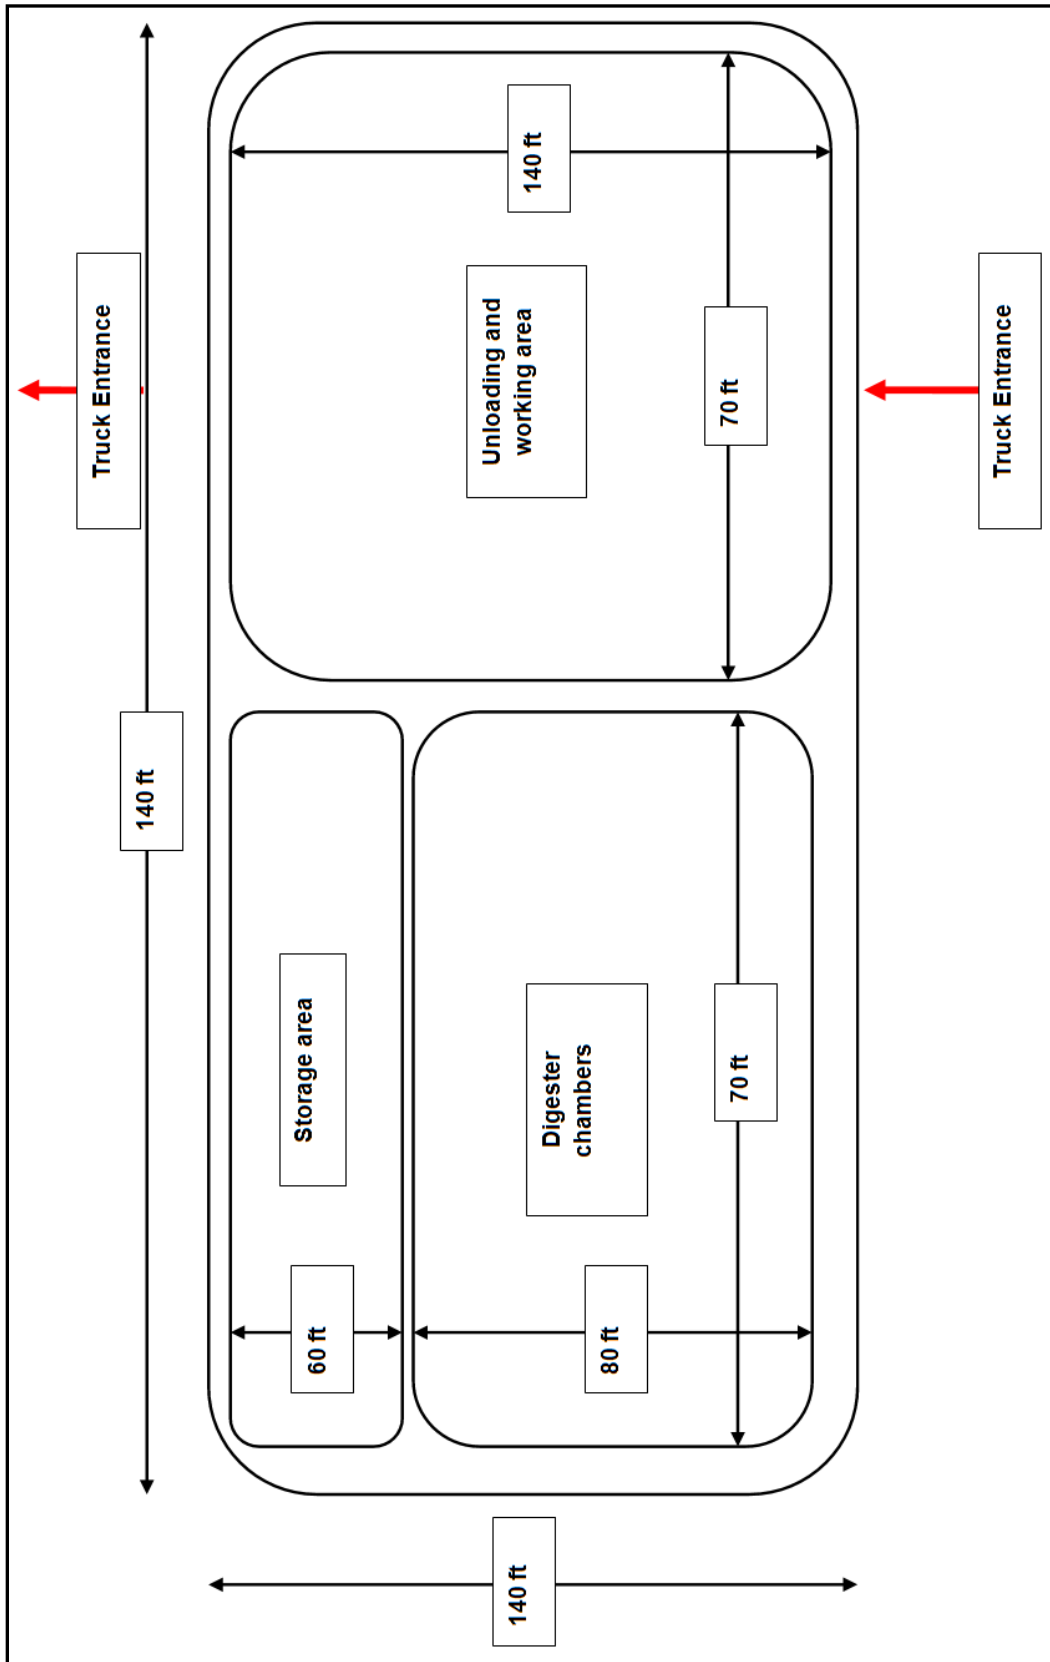 Truck Entrance
140 ft
Storage area
60 ft
Unloading and
working area
140 ft
140 ft
Digester
chambers
80 ft
70 ft
70 ft
Truck Entrance